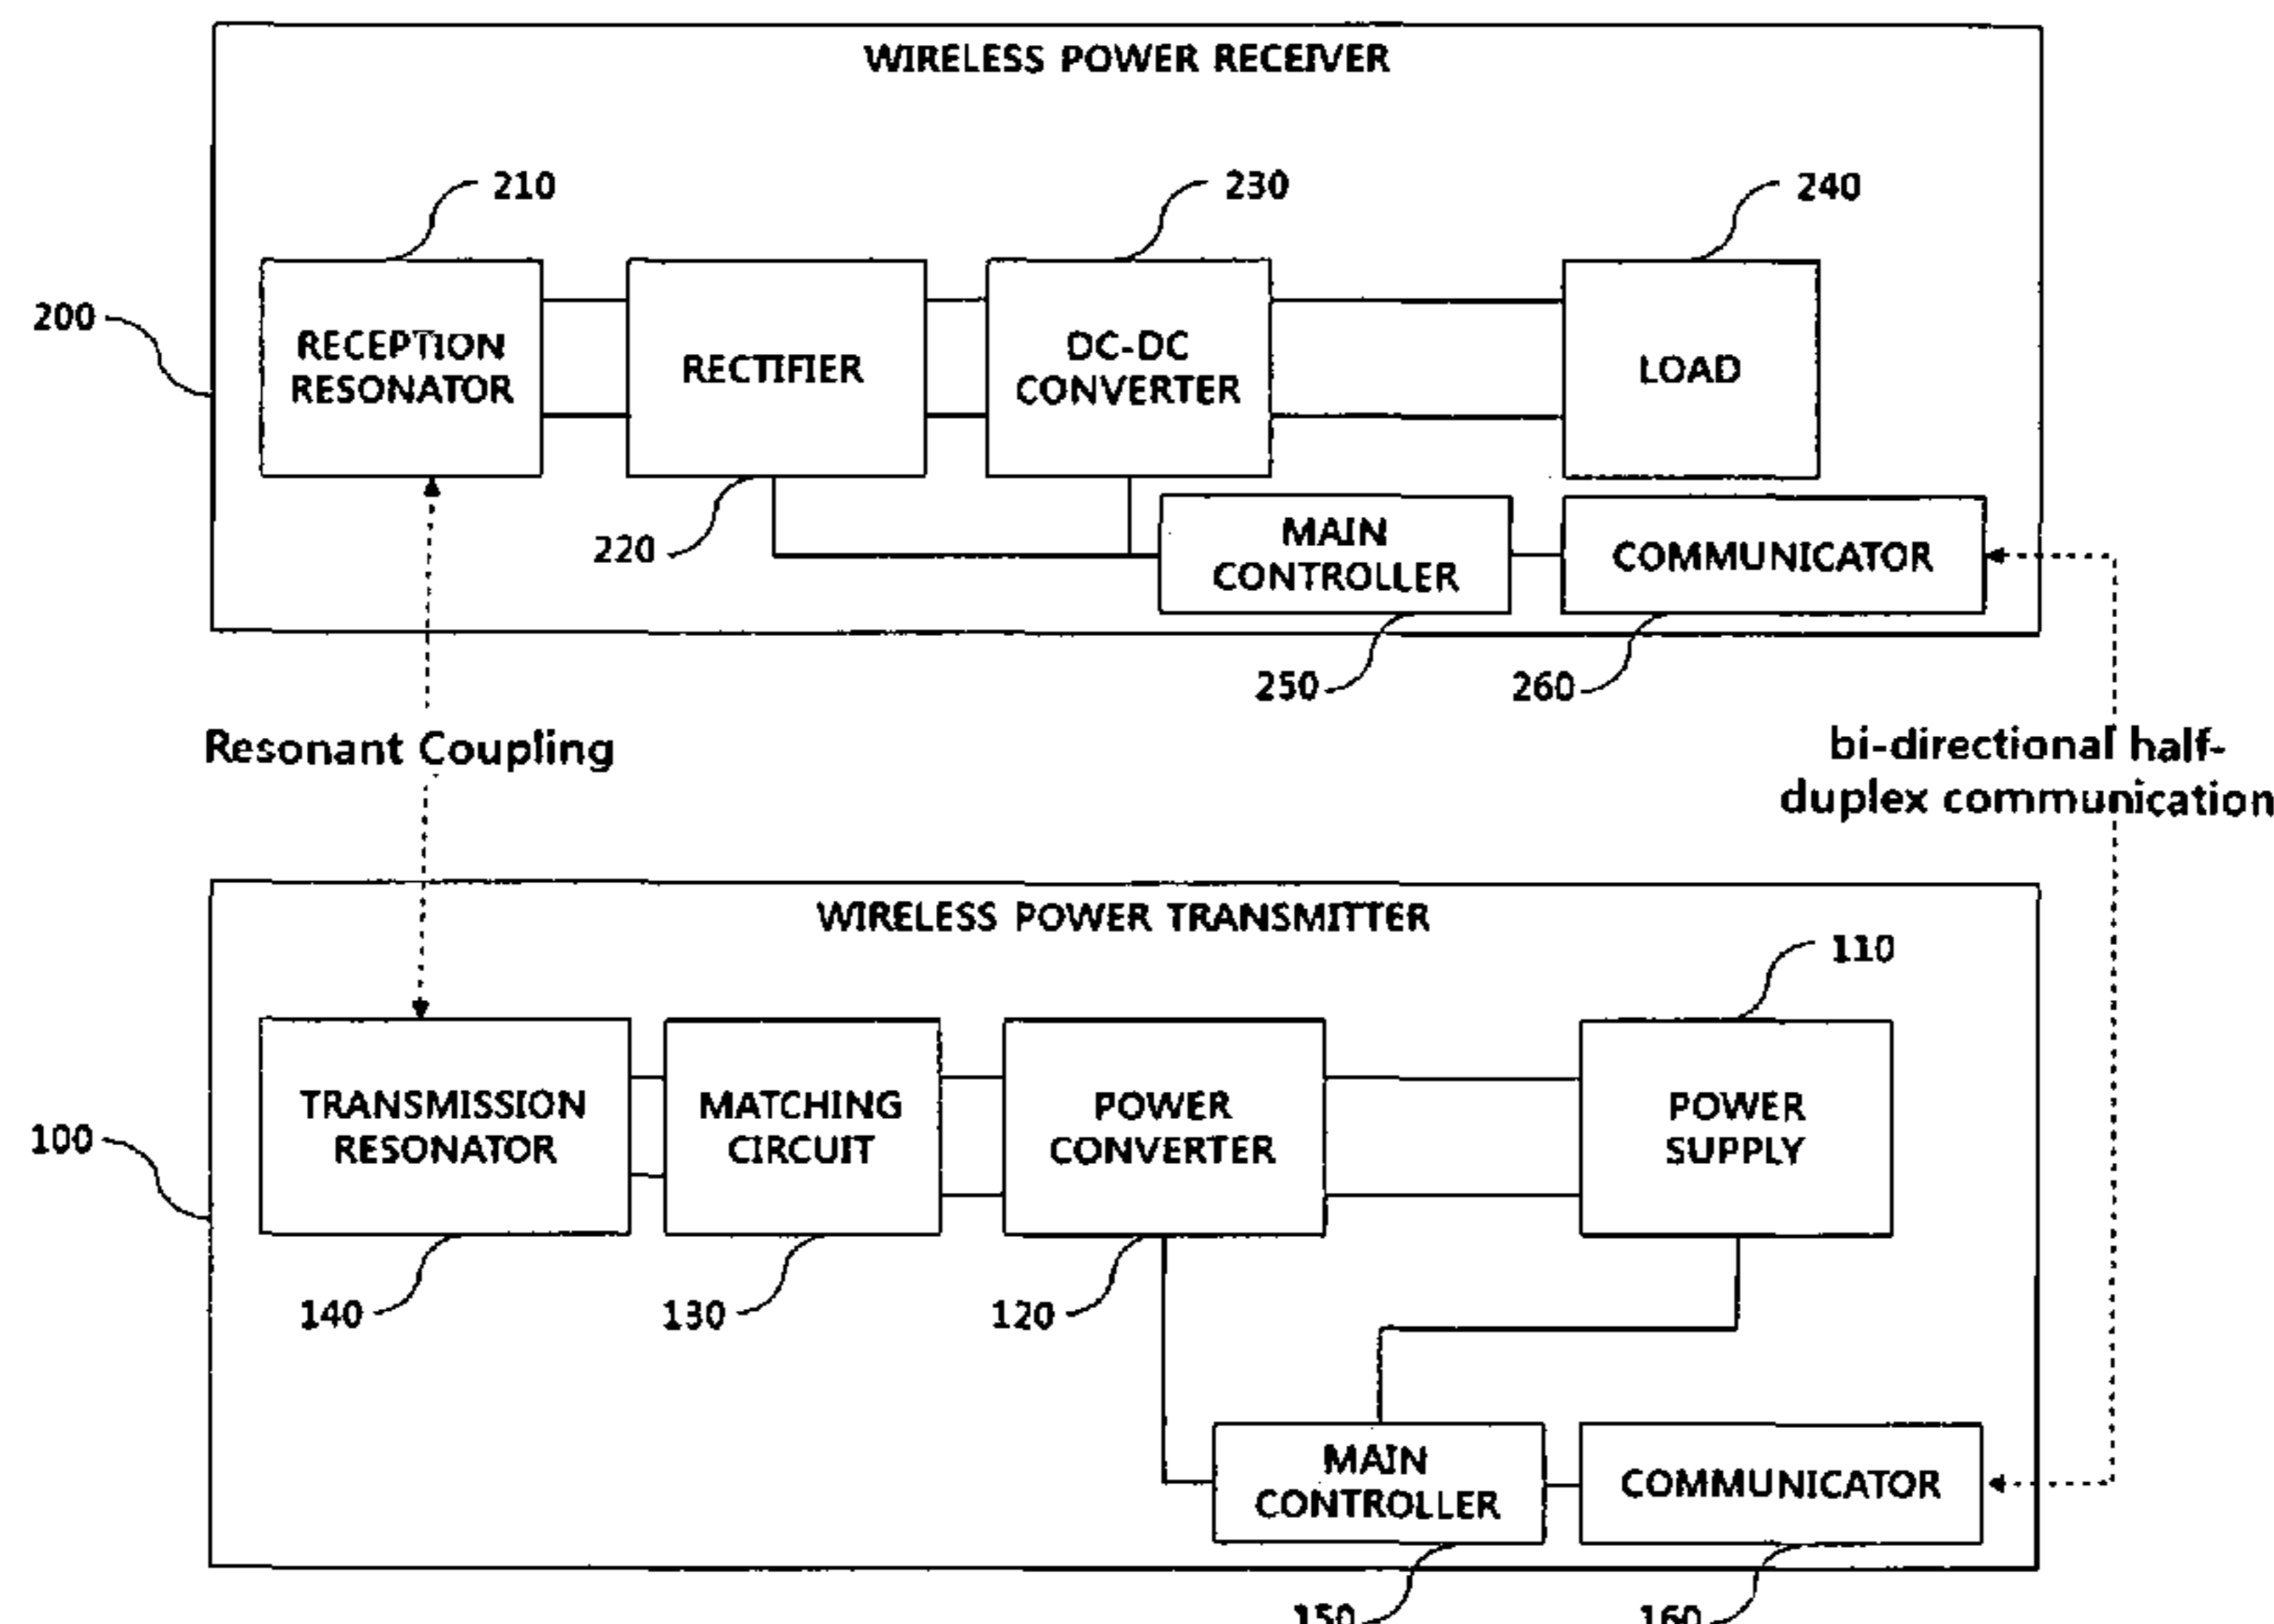 WIRELESS POWER RECEIVER
210
230
240
200
RECEPTION
RESONATOR
RECTIFIER
DC-DC
CONVERTER
LOAD
220
MAIN
CONTROLLER
COMMUNICATOR
250
260
Resonant Coupling
bi-directional half-
duplex communication
WIRELESS POWER TRANSMITTER
110
100
TRANSMISSION
RESONATOR
MATCHING
CIRCUIT
POWER
CONVERTER
POWER
SUPPLY
140
130
120
MAIN
CONTROLLER
COMMUNICATOR
150
160